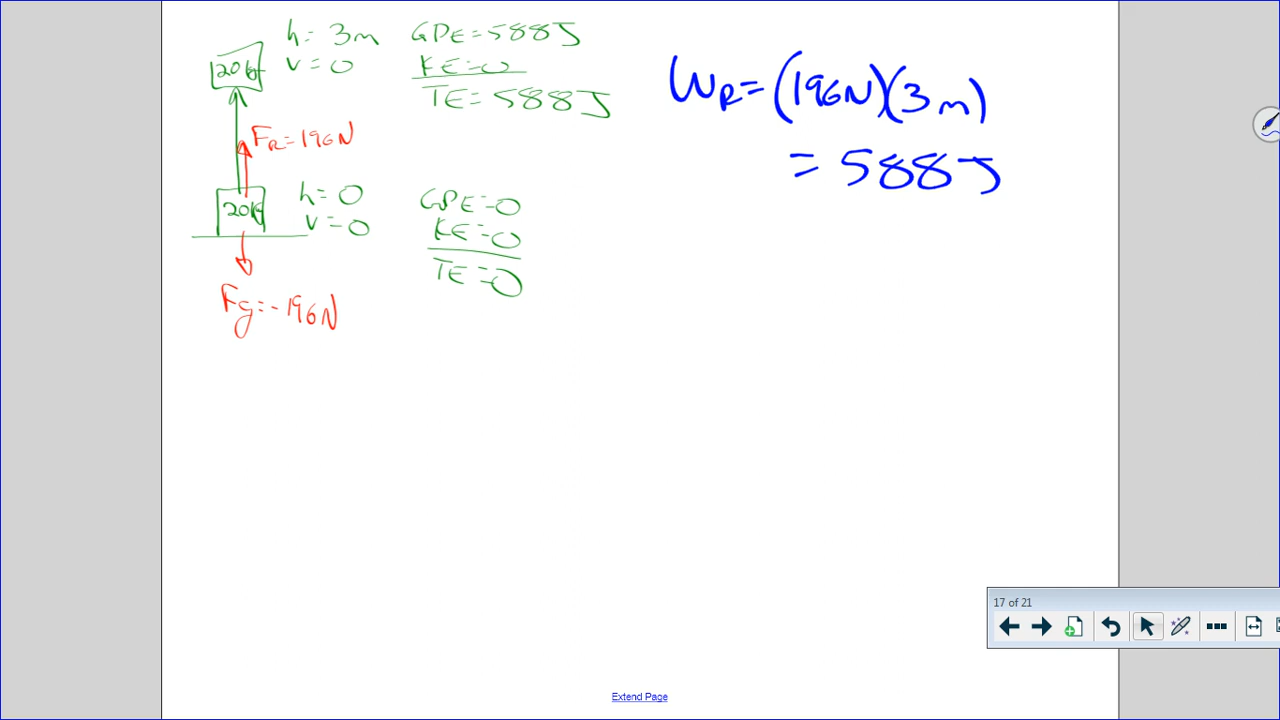 h= 3m GPE=588J
20kg v=0 KE=0
TE=588J
WR=(196N)(3m)
=588J
FR=196N
20kg h=0 GPE=0
v=0 KE=0
TE=0
Fg=-196N
17 of 21
Extend Page